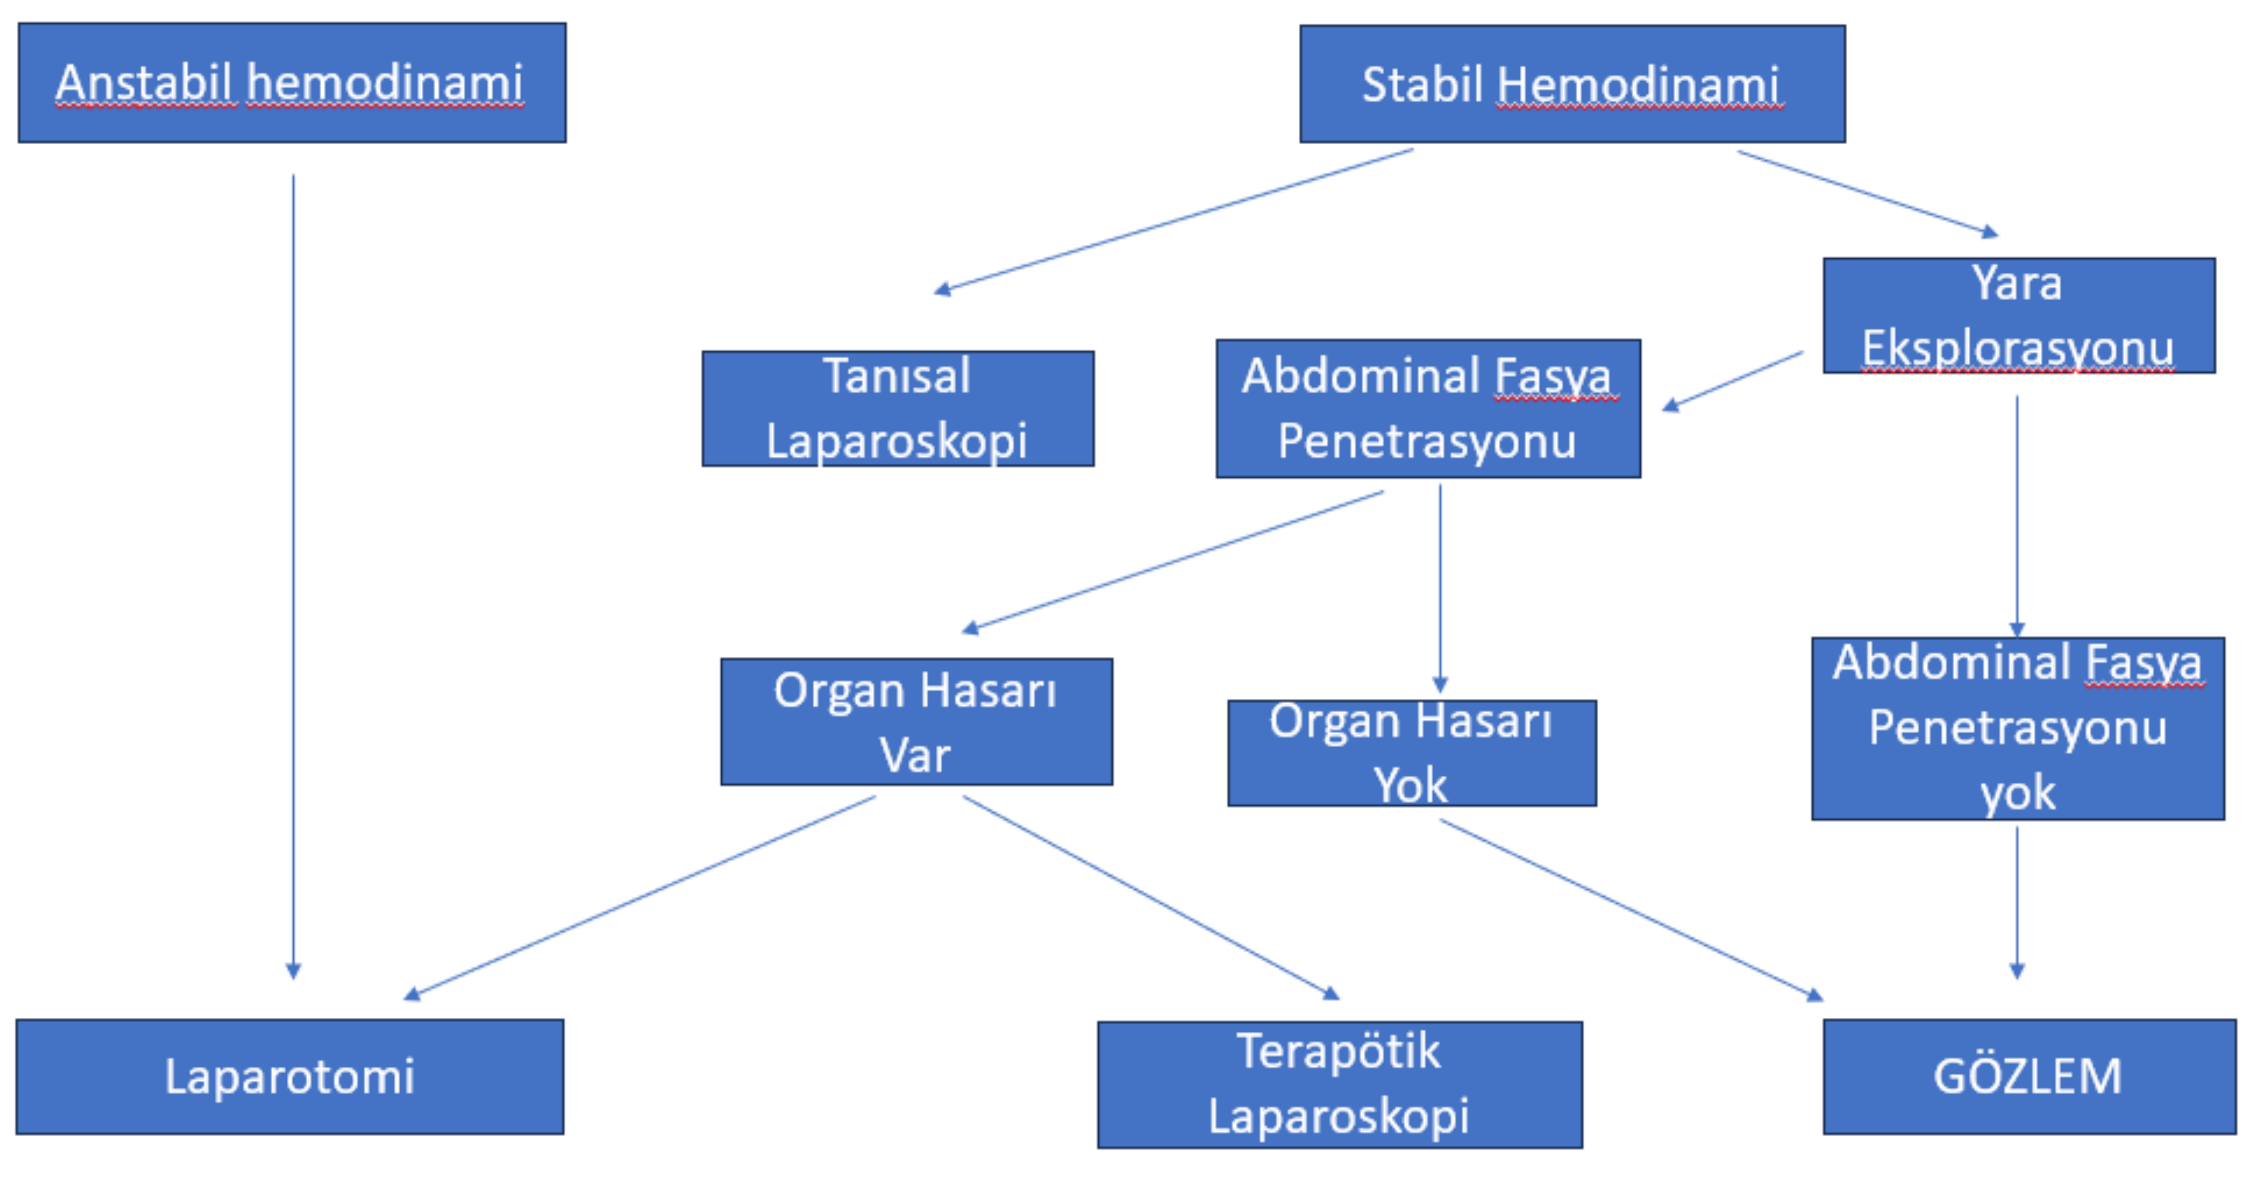 Anstabil hemodinami
Stabil Hemodinami
Yara
Eksplorasyonu
Tanısal
Laparoskopi
Abdominal Fasya
Penetrasyonu
Organ Hasarı
Var
Organ Hasarı
Yok
Abdominal Fasya
Penetrasyonu
yok
Laparotomi
Terapötik
Laparoskopi
GÖZLEM